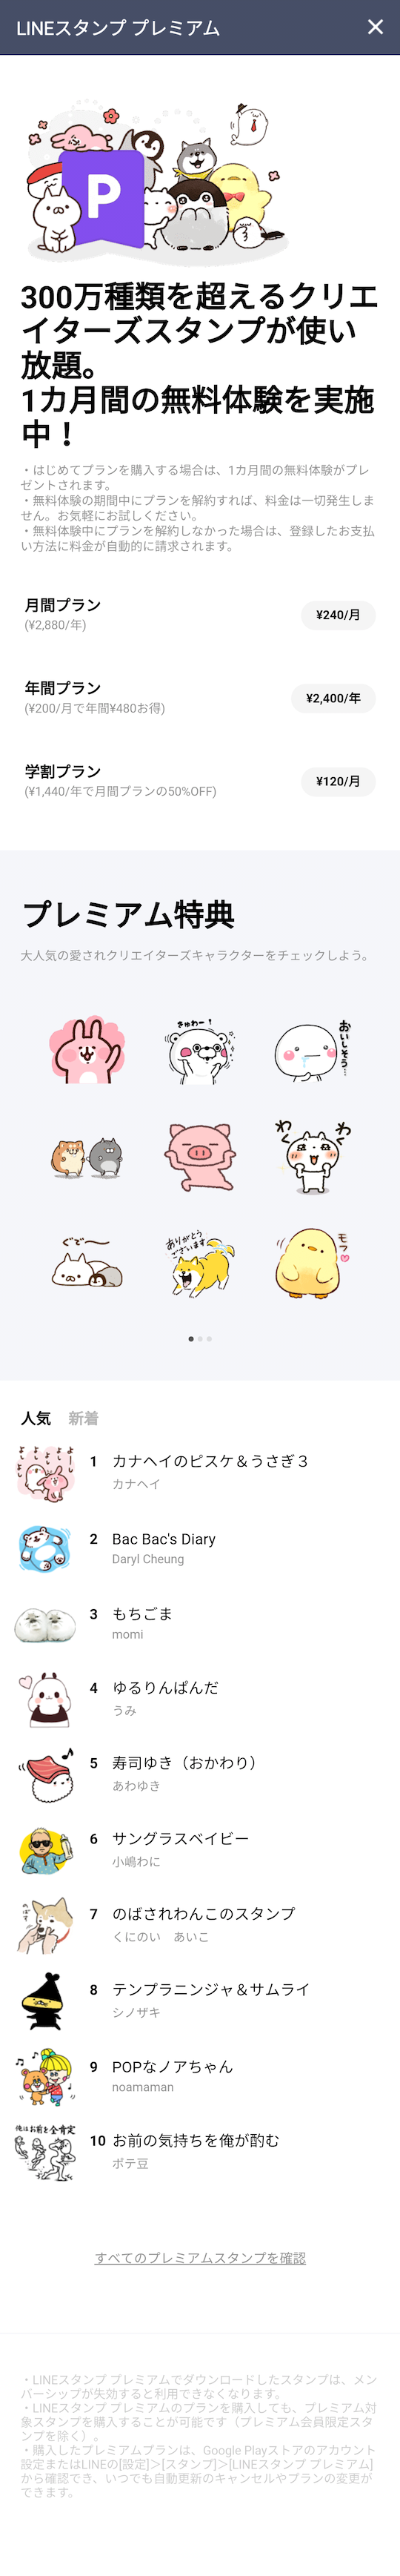 LINEスタンプ プレミアム
P
300万種類を超えるクリエ
イターズスタンプが使い
放題。
1カ月間の無料体験を実施
中！
・はじめてプランを購入する場合は、1カ月間の無料体験がプレ
ゼントされます。
・無料体験の期間中にプランを解約すれば、料金は一切発生しま
せん。お気軽にお試しください。
・無料体験中にプランを解約しなかった場合は、登録したお支払
い方法に料金が自動的に請求されます。
月間プラン
¥240/月
(¥2,880/年)
年間プラン
¥2,400/年
(¥200/月で年間¥480お得)
学割プラン
¥120/月
(¥1,440/年で月間プランの50%OFF)
プレミアム特典
大人気の愛されクリエイターズキャラクターをチェックしよう。
きゅわー！
おいしそう…
わく
わく
ぐで〜
ありがとう
ございます
モフ
人気 新着
よしよしよしよーし
1 カナヘイのピスケ＆うさぎ３
カナヘイ
2 Bac Bac's Diary
Daryl Cheung
3 もちごま
momi
4 ゆるりんぱんだ
うみ
5 寿司ゆき（おかわり）
あわゆき
6 サングラスベイビー
小嶋わに
のばす
7 のばされわんこのスタンプ
くにのい　あいこ
8 テンプラニンジャ＆サムライ
シノザキ
9 POPなノアちゃん
noamaman
俺はお前を全肯定
10 お前の気持ちを俺が酌む
ポテ豆
すべてのプレミアムスタンプを確認
・LINEスタンプ プレミアムでダウンロードしたスタンプは、メン
バーシップが失効すると利用できなくなります。
・LINEスタンプ プレミアムのプランを購入しても、プレミアム対
象スタンプを購入することが可能です（プレミアム会員限定スタ
ンプを除く）。
・購入したプレミアムプランは、Google Playストアのアカウント
設定またはLINEの[設定]＞[スタンプ]＞[LINEスタンプ プレミアム]
から確認でき、いつでも自動更新のキャンセルやプランの変更が
できます。